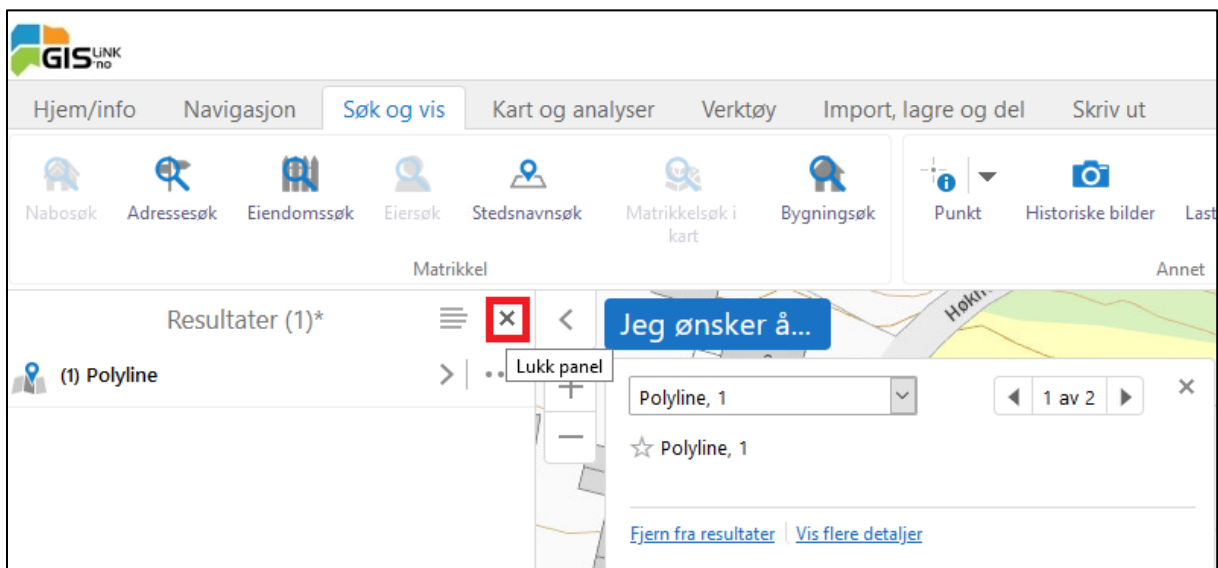 GIS LINK
.no
Hjem/info Navigasjon Søk og vis Kart og analyser Verktøy Import, lagre og del Skriv ut
Nabosøk Adressesøk Eiendomssøk Eiersøk Stedsnavnsøk Matrikkelsøk i Bygningsøk Punkt Historiske bilder Last
kart
Matrikkel Annet
Resultater (1)* Jeg ønsker å...
Lukk panel
(1) Polyline
Polyline, 1 1 av 2
Polyline, 1
Fjern fra resultater Vis flere detaljer